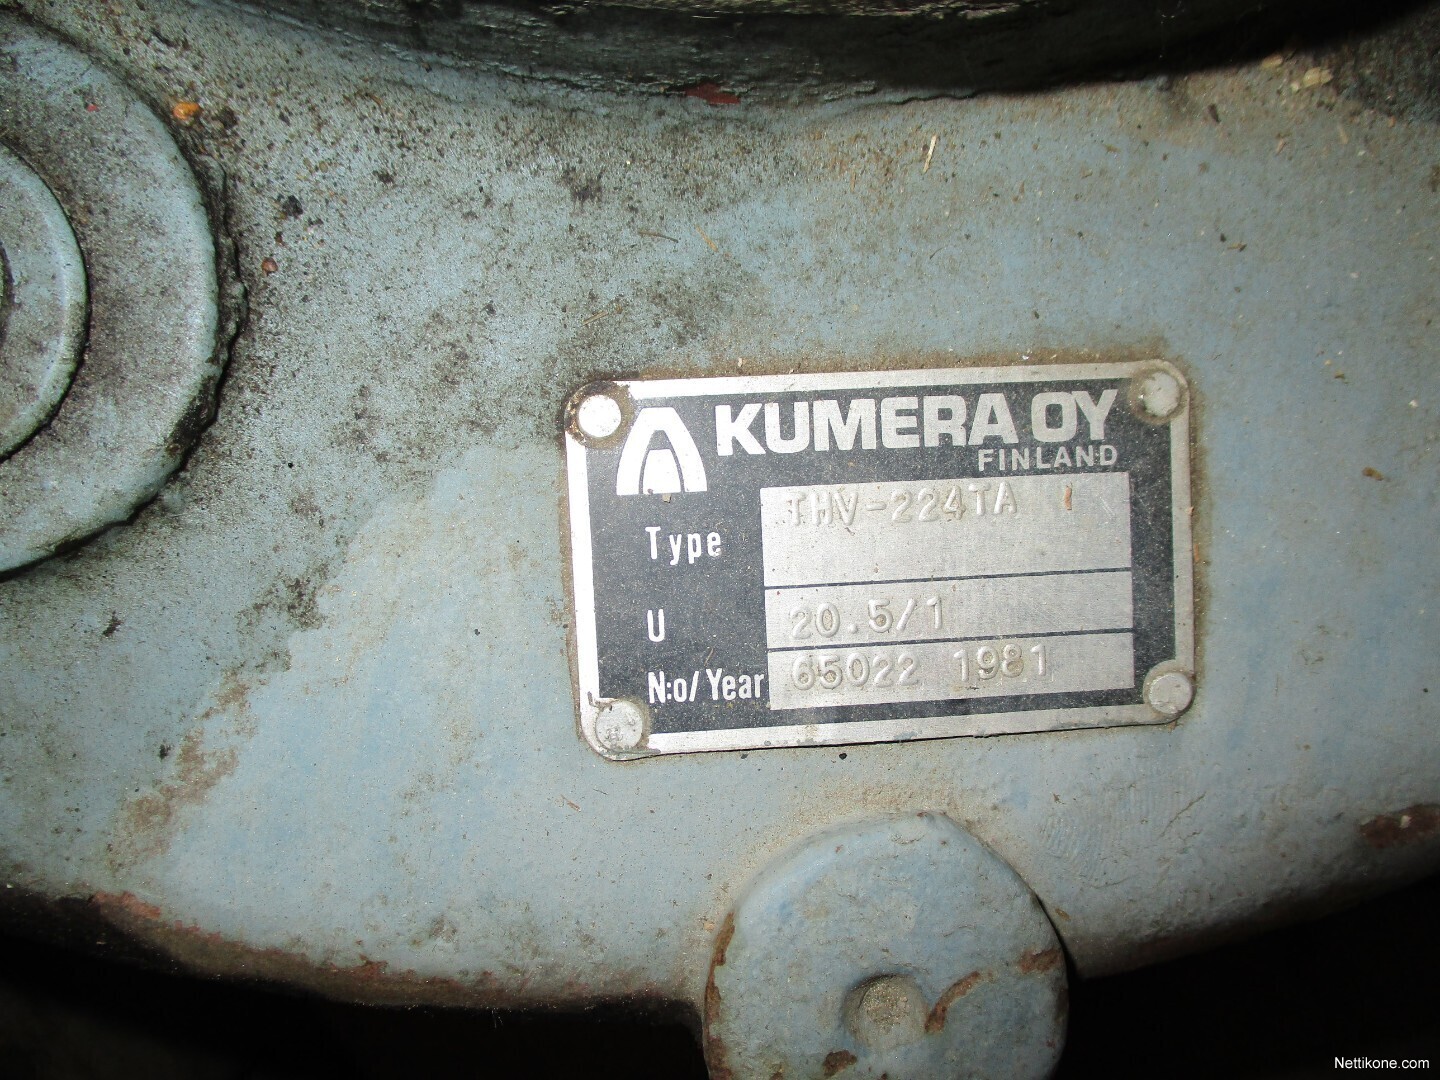 KUMERA OY
FINLAND
Type THV-224TA
U 20.5/1
N:o/Year 65022 1981
Nettikone.com